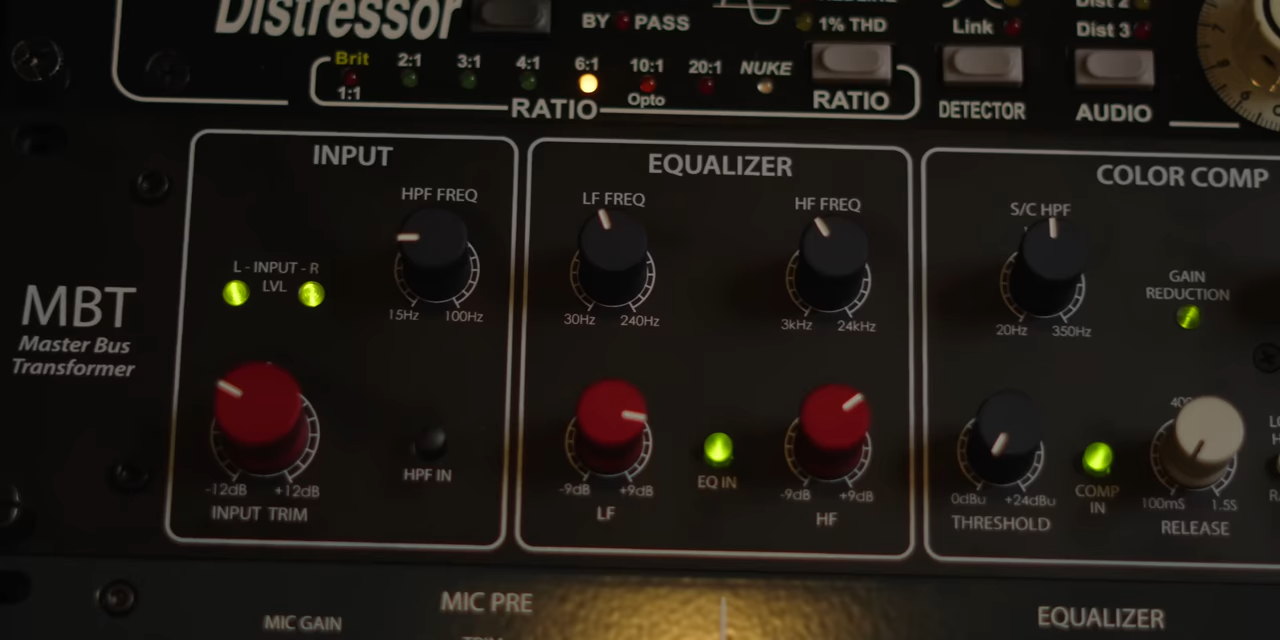 Distressor
BY PASS
1% THD
Link
Dist 2
Dist 3
Brit
2:1
3:1
4:1
6:1
10:1
20:1
NUKE
1:1
Opto
RATIO
RATIO
DETECTOR
AUDIO
MBT
Master Bus
Transformer
INPUT
HPF FREQ
15Hz 100Hz
L - INPUT - R
LVL
-12dB +12dB
INPUT TRIM
HPF IN
EQUALIZER
LF FREQ
30Hz 240Hz
HF FREQ
3kHz 24kHz
-9dB +9dB
LF
EQ IN
-9dB +9dB
HF
COLOR COMP
S/C HPF
20Hz 350Hz
GAIN
REDUCTION
0dBu +24dBu
THRESHOLD
COMP
IN
100mS 1.5S
RELEASE
MIC PRE
MIC GAIN
EQUALIZER